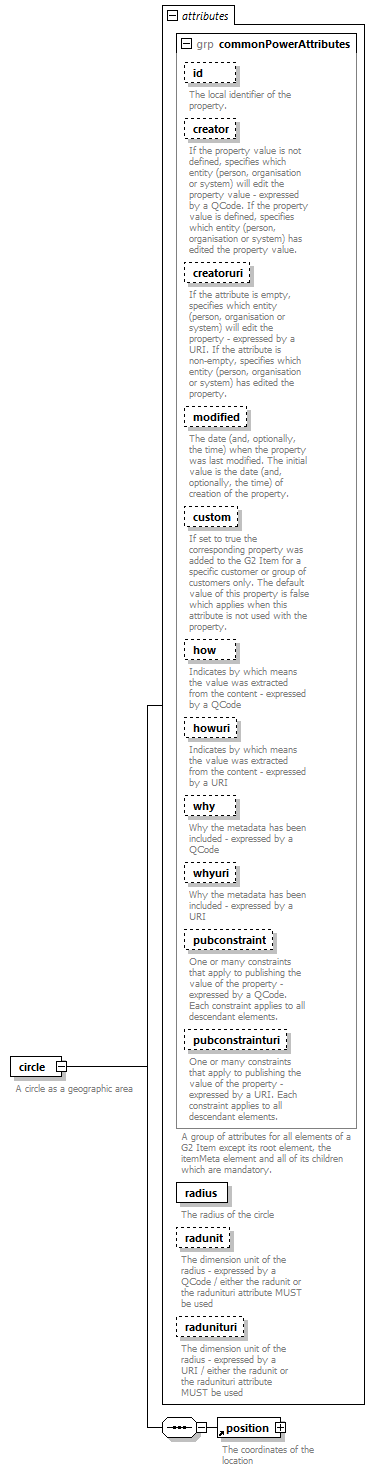 attributes
grp commonPowerAttributes
id
The local identifier of the
property.
creator
If the property value is not
defined, specifies which
entity (person, organisation
or system) will edit the
property value - expressed
by a QCode. If the property
value is defined, specifies
which entity (person,
organisation or system) has
edited the property value.
creatoruri
If the attribute is empty,
specifies which entity
(person, organisation or
system) will edit the
property - expressed by a
URI. If the attribute is
non-empty, specifies which
entity (person, organisation
or system) has edited the
property.
modified
The date (and, optionally,
the time) when the property
was last modified. The initial
value is the date (and,
optionally, the time) of
creation of the property.
custom
If set to true the
corresponding property was
added to the G2 Item for a
specific customer or group of
customers only. The default
value of this property is false
which applies when this
attribute is not used with the
property.
how
Indicates by which means
the value was extracted
from the content - expressed
by a QCode
howuri
Indicates by which means
the value was extracted
from the content - expressed
by a URI
why
Why the metadata has been
included - expressed by a
QCode
whyuri
Why the metadata has been
included - expressed by a
URI
pubconstraint
One or many constraints
that apply to publishing the
value of the property -
expressed by a QCode.
Each constraint applies to all
descendant elements.
pubconstrainturi
One or many constraints
that apply to publishing the
value of the property -
expressed by a URI. Each
constraint applies to all
descendant elements.
A group of attributes for all elements of a
G2 Item except its root element, the
itemMeta element and all of its children
which are mandatory.
circle
A circle as a geographic area
radius
The radius of the circle
radunit
The dimension unit of the
radius - expressed by a
QCode / either the radunit or
the radunituri attribute MUST
be used
radunituri
The dimension unit of the
radius - expressed by a
URI / either the radunit or
the radunituri attribute
MUST be used
position
The coordinates of the
location